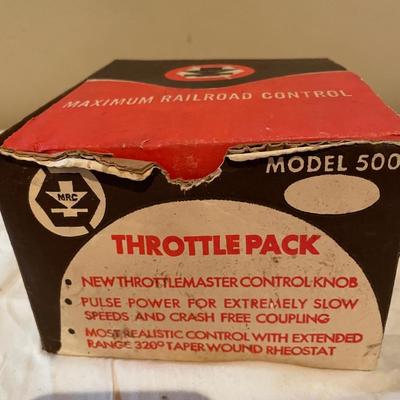 MAXIMUM RAILROAD CONTROL
MODEL 500
MRC
THROTTLE PACK
• NEW THROTTLEMASTER CONTROL KNOB
• PULSE POWER FOR EXTREMELY SLOW
SPEEDS AND CRASH FREE COUPLING
• MOST REALISTIC CONTROL WITH EXTENDED
RANGE 320° TAPER WOUND RHEOSTAT